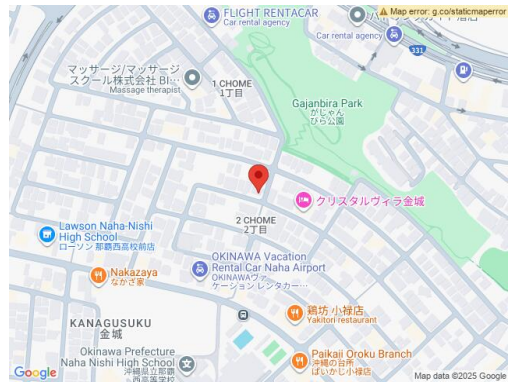 Map error: g.co/staticmaperror
FLIGHT RENTACAR
Car rental agency
Car rental agency
331
マッサージ/マッサージ
スクール株式会社 BI...
Massage therapist
1 CHOME
1丁目
Gajanbira Park
がじゃん
びら公園
クリスタルヴィラ金城
2 CHOME
2丁目
Lawson Naha-Nishi
High School
ローソン 那覇西高校前店
OKINAWA Vacation
Rental Car Naha Airport
OKINAWAヴァ
ケーション レンタカー…
Nakazaya
なかざ家
鶏坊 小禄店
Yakitori restaurant
KANAGUSUKU
金城
Okinawa Prefecture
Naha Nishi High School
沖縄県立那覇
西高等学校
Paikaji Oroku Branch
沖縄の台所
ぱいかじ小禄店
Google
Map data ©2025 Google